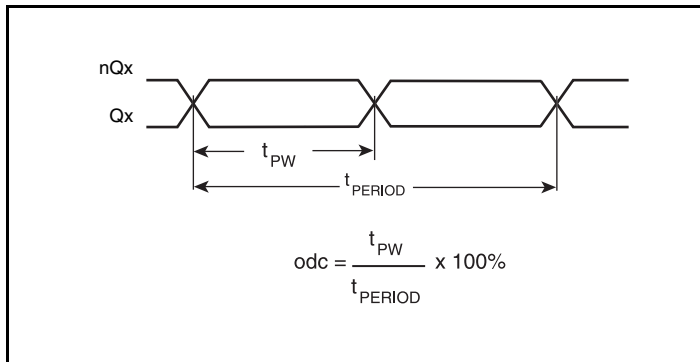 nQx
Qx
tPW
tPERIOD
odc = tPW / tPERIOD x 100%